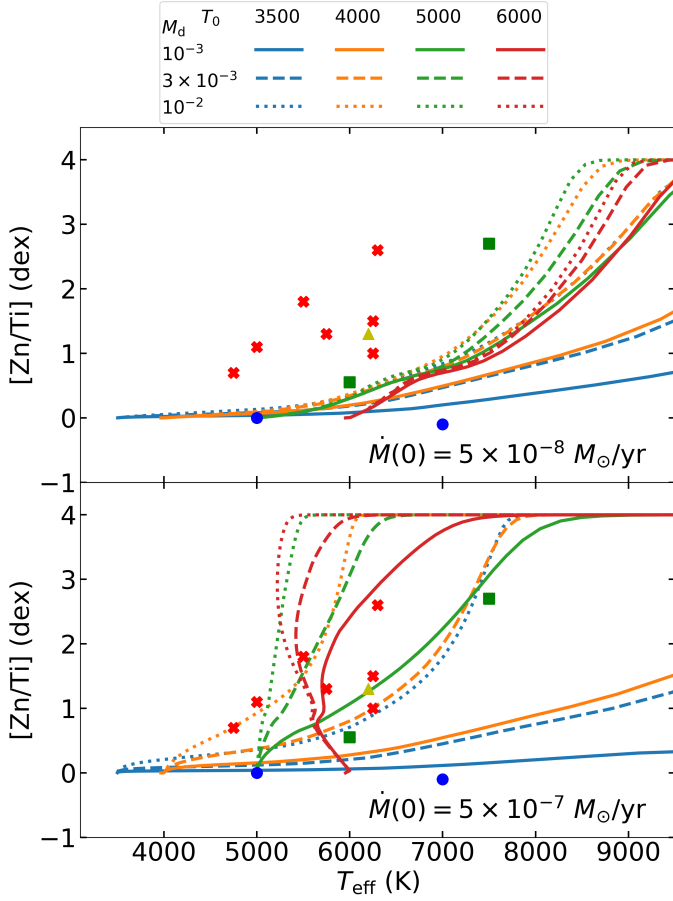 M_d T_0 3500 4000 5000 6000
10^{-3}
3 × 10^{-3}
10^{-2}
4
3
2
1
0
−1
[Zn/Ti] (dex)
Ṁ(0) = 5 × 10^{-8} M_⊙/yr
4
3
2
1
0
−1
[Zn/Ti] (dex)
Ṁ(0) = 5 × 10^{-7} M_⊙/yr
4000 5000 6000 7000 8000 9000
T_eff (K)